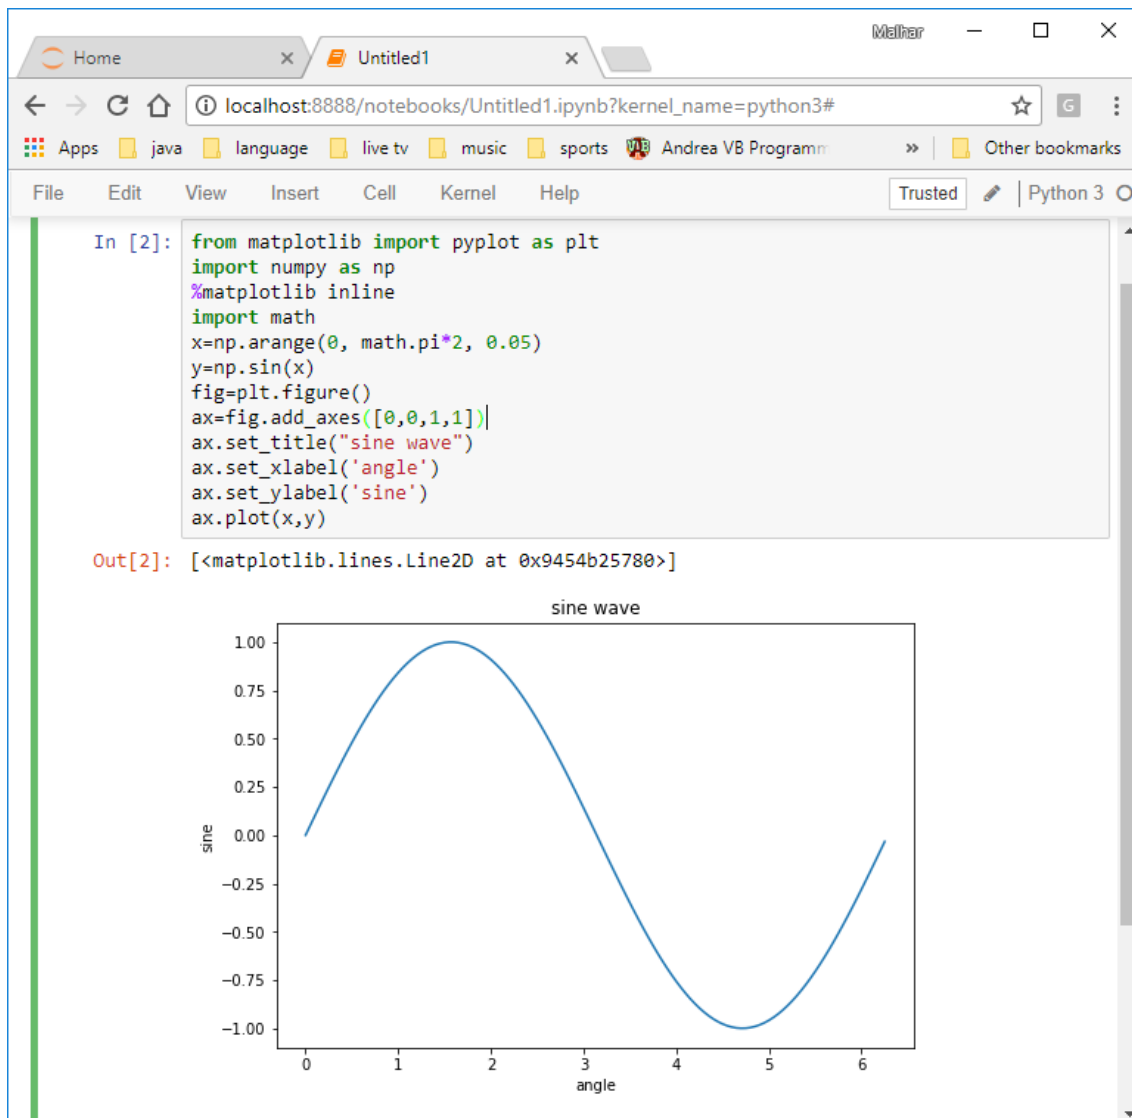 Malhar
Home
Untitled1
localhost:8888/notebooks/Untitled1.ipynb?kernel_name=python3#
G
Apps java language live tv music sports Andrea VB Programm » Other bookmarks
File Edit View Insert Cell Kernel Help Trusted Python 3
In [2]: from matplotlib import pyplot as plt
import numpy as np
%matplotlib inline
import math
x=np.arange(0, math.pi*2, 0.05)
y=np.sin(x)
fig=plt.figure()
ax=fig.add_axes([0,0,1,1])
ax.set_title("sine wave")
ax.set_xlabel('angle')
ax.set_ylabel('sine')
ax.plot(x,y)
Out[2]: [<matplotlib.lines.Line2D at 0x9454b25780>]
sine wave
1.00
0.75
0.50
0.25
0.00
−0.25
−0.50
−0.75
−1.00
sine
0 1 2 3 4 5 6
angle